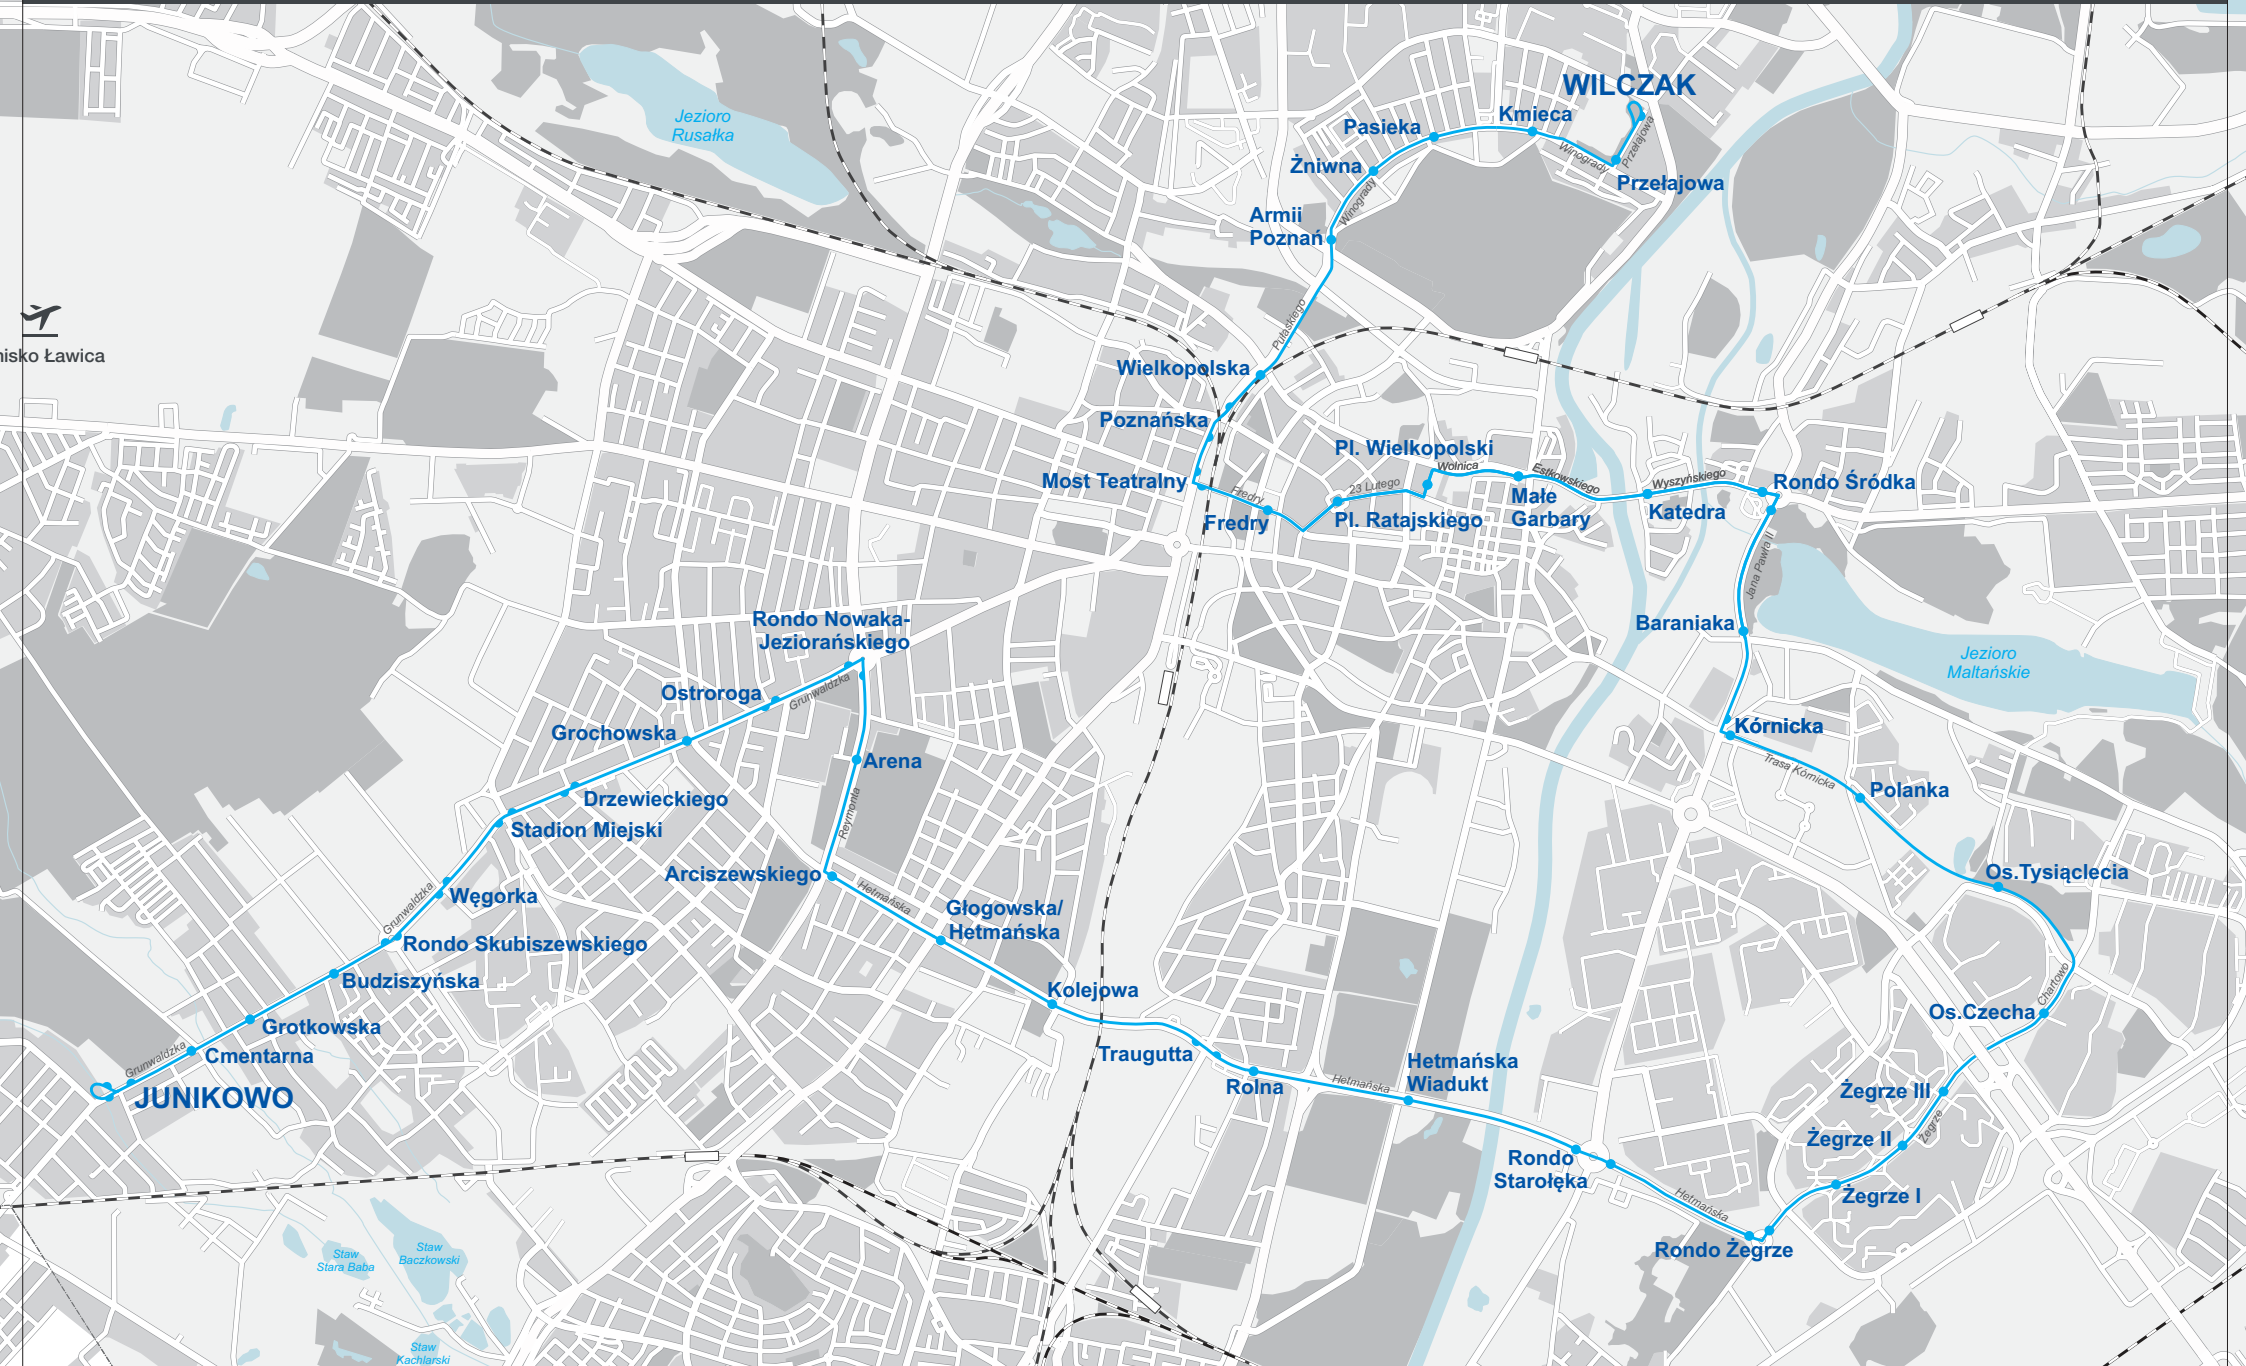 Jezioro
Rusałka
WILCZAK
Kmieca
Pasieka
Winogrady
Przełajowa
Żniwna
Przełajowa
Winogrady
Armii
Poznań
nisko Ławica
Pułaskiego
Wielkopolska
Poznańska
Pl. Wielkopolski
Wolnica
Estkowskiego
Wyszyńskiego
Rondo Śródka
Most Teatralny
Fredry
23 Lutego
Małe
Garbary
Katedra
Fredry
Pl. Ratajskiego
Jana Pawła II
Rondo Nowaka-
Jeziorańskiego
Baraniaka
Jezioro
Maltańskie
Ostroroga
Grunwaldzka
Grochowska
Kórnicka
Arena
Trasa Kórnicka
Polanka
Drzewieckiego
Reymonta
Stadion Miejski
Arciszewskiego
Os.Tysiąclecia
Węgorka
Grunwaldzka
Hetmańska
Głogowska/
Hetmańska
Rondo Skubiszewskiego
Budziszyńska
Kolejowa
Chartowo
Os.Czecha
Grotkowska
Cmentarna
Grunwaldzka
Traugutta
Hetmańska
Wiadukt
Rolna
Hetmańska
JUNIKOWO
Żegrze III
Żegrze II
Żegrze
Rondo
Starołęka
Żegrze I
Hetmańska
Rondo Żegrze
Staw
Baczkowski
Staw
Stara Baba
Staw
Kachlarski